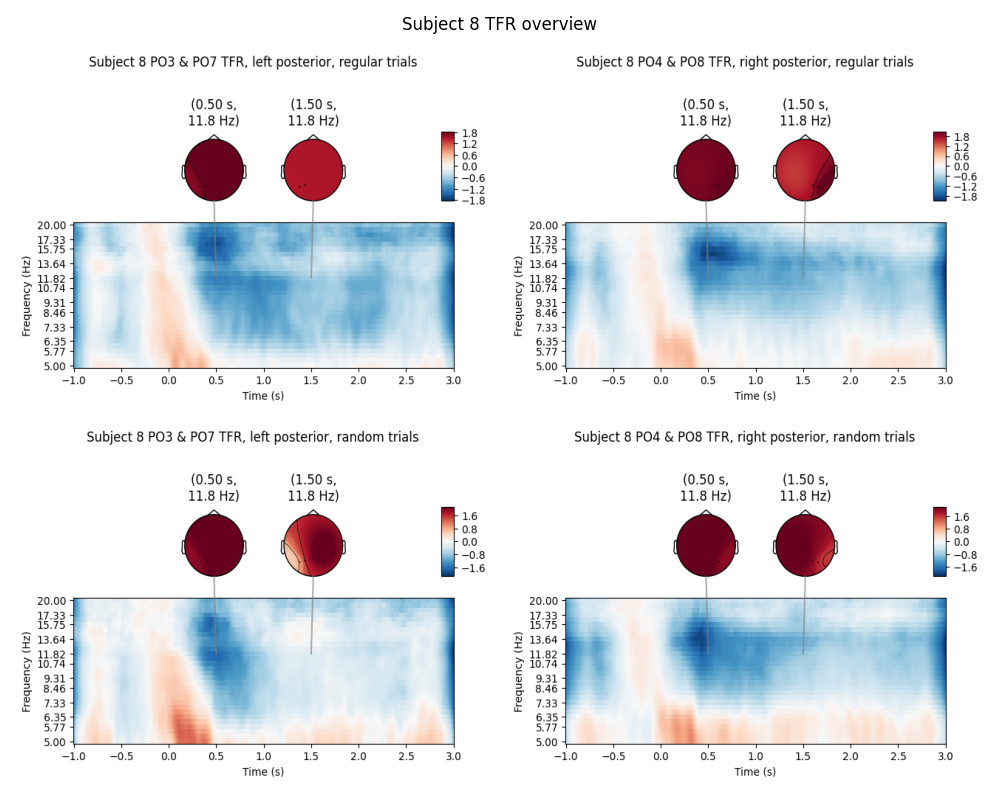 Subject 8 TFR overview
Subject 8 PO3 & PO7 TFR, left posterior, regular trials
(0.50 s,
11.8 Hz)
(1.50 s,
11.8 Hz)
1.8
1.2
0.6
0.0
−0.6
−1.2
−1.8
20.00
17.33
15.75
13.64
11.82
10.74
9.31
8.46
7.33
6.35
5.77
5.00
Frequency (Hz)
−1.0 −0.5 0.0 0.5 1.0 1.5 2.0 2.5 3.0
Time (s)
Subject 8 PO4 & PO8 TFR, right posterior, regular trials
(0.50 s,
11.8 Hz)
(1.50 s,
11.8 Hz)
1.8
1.2
0.6
0.0
−0.6
−1.2
−1.8
20.00
17.33
15.75
13.64
11.82
10.74
9.31
8.46
7.33
6.35
5.77
5.00
Frequency (Hz)
−1.0 −0.5 0.0 0.5 1.0 1.5 2.0 2.5 3.0
Time (s)
Subject 8 PO3 & PO7 TFR, left posterior, random trials
(0.50 s,
11.8 Hz)
(1.50 s,
11.8 Hz)
1.6
0.8
0.0
−0.8
−1.6
20.00
17.33
15.75
13.64
11.82
10.74
9.31
8.46
7.33
6.35
5.77
5.00
Frequency (Hz)
−1.0 −0.5 0.0 0.5 1.0 1.5 2.0 2.5 3.0
Time (s)
Subject 8 PO4 & PO8 TFR, right posterior, random trials
(0.50 s,
11.8 Hz)
(1.50 s,
11.8 Hz)
1.6
0.8
0.0
−0.8
−1.6
20.00
17.33
15.75
13.64
11.82
10.74
9.31
8.46
7.33
6.35
5.77
5.00
Frequency (Hz)
−1.0 −0.5 0.0 0.5 1.0 1.5 2.0 2.5 3.0
Time (s)